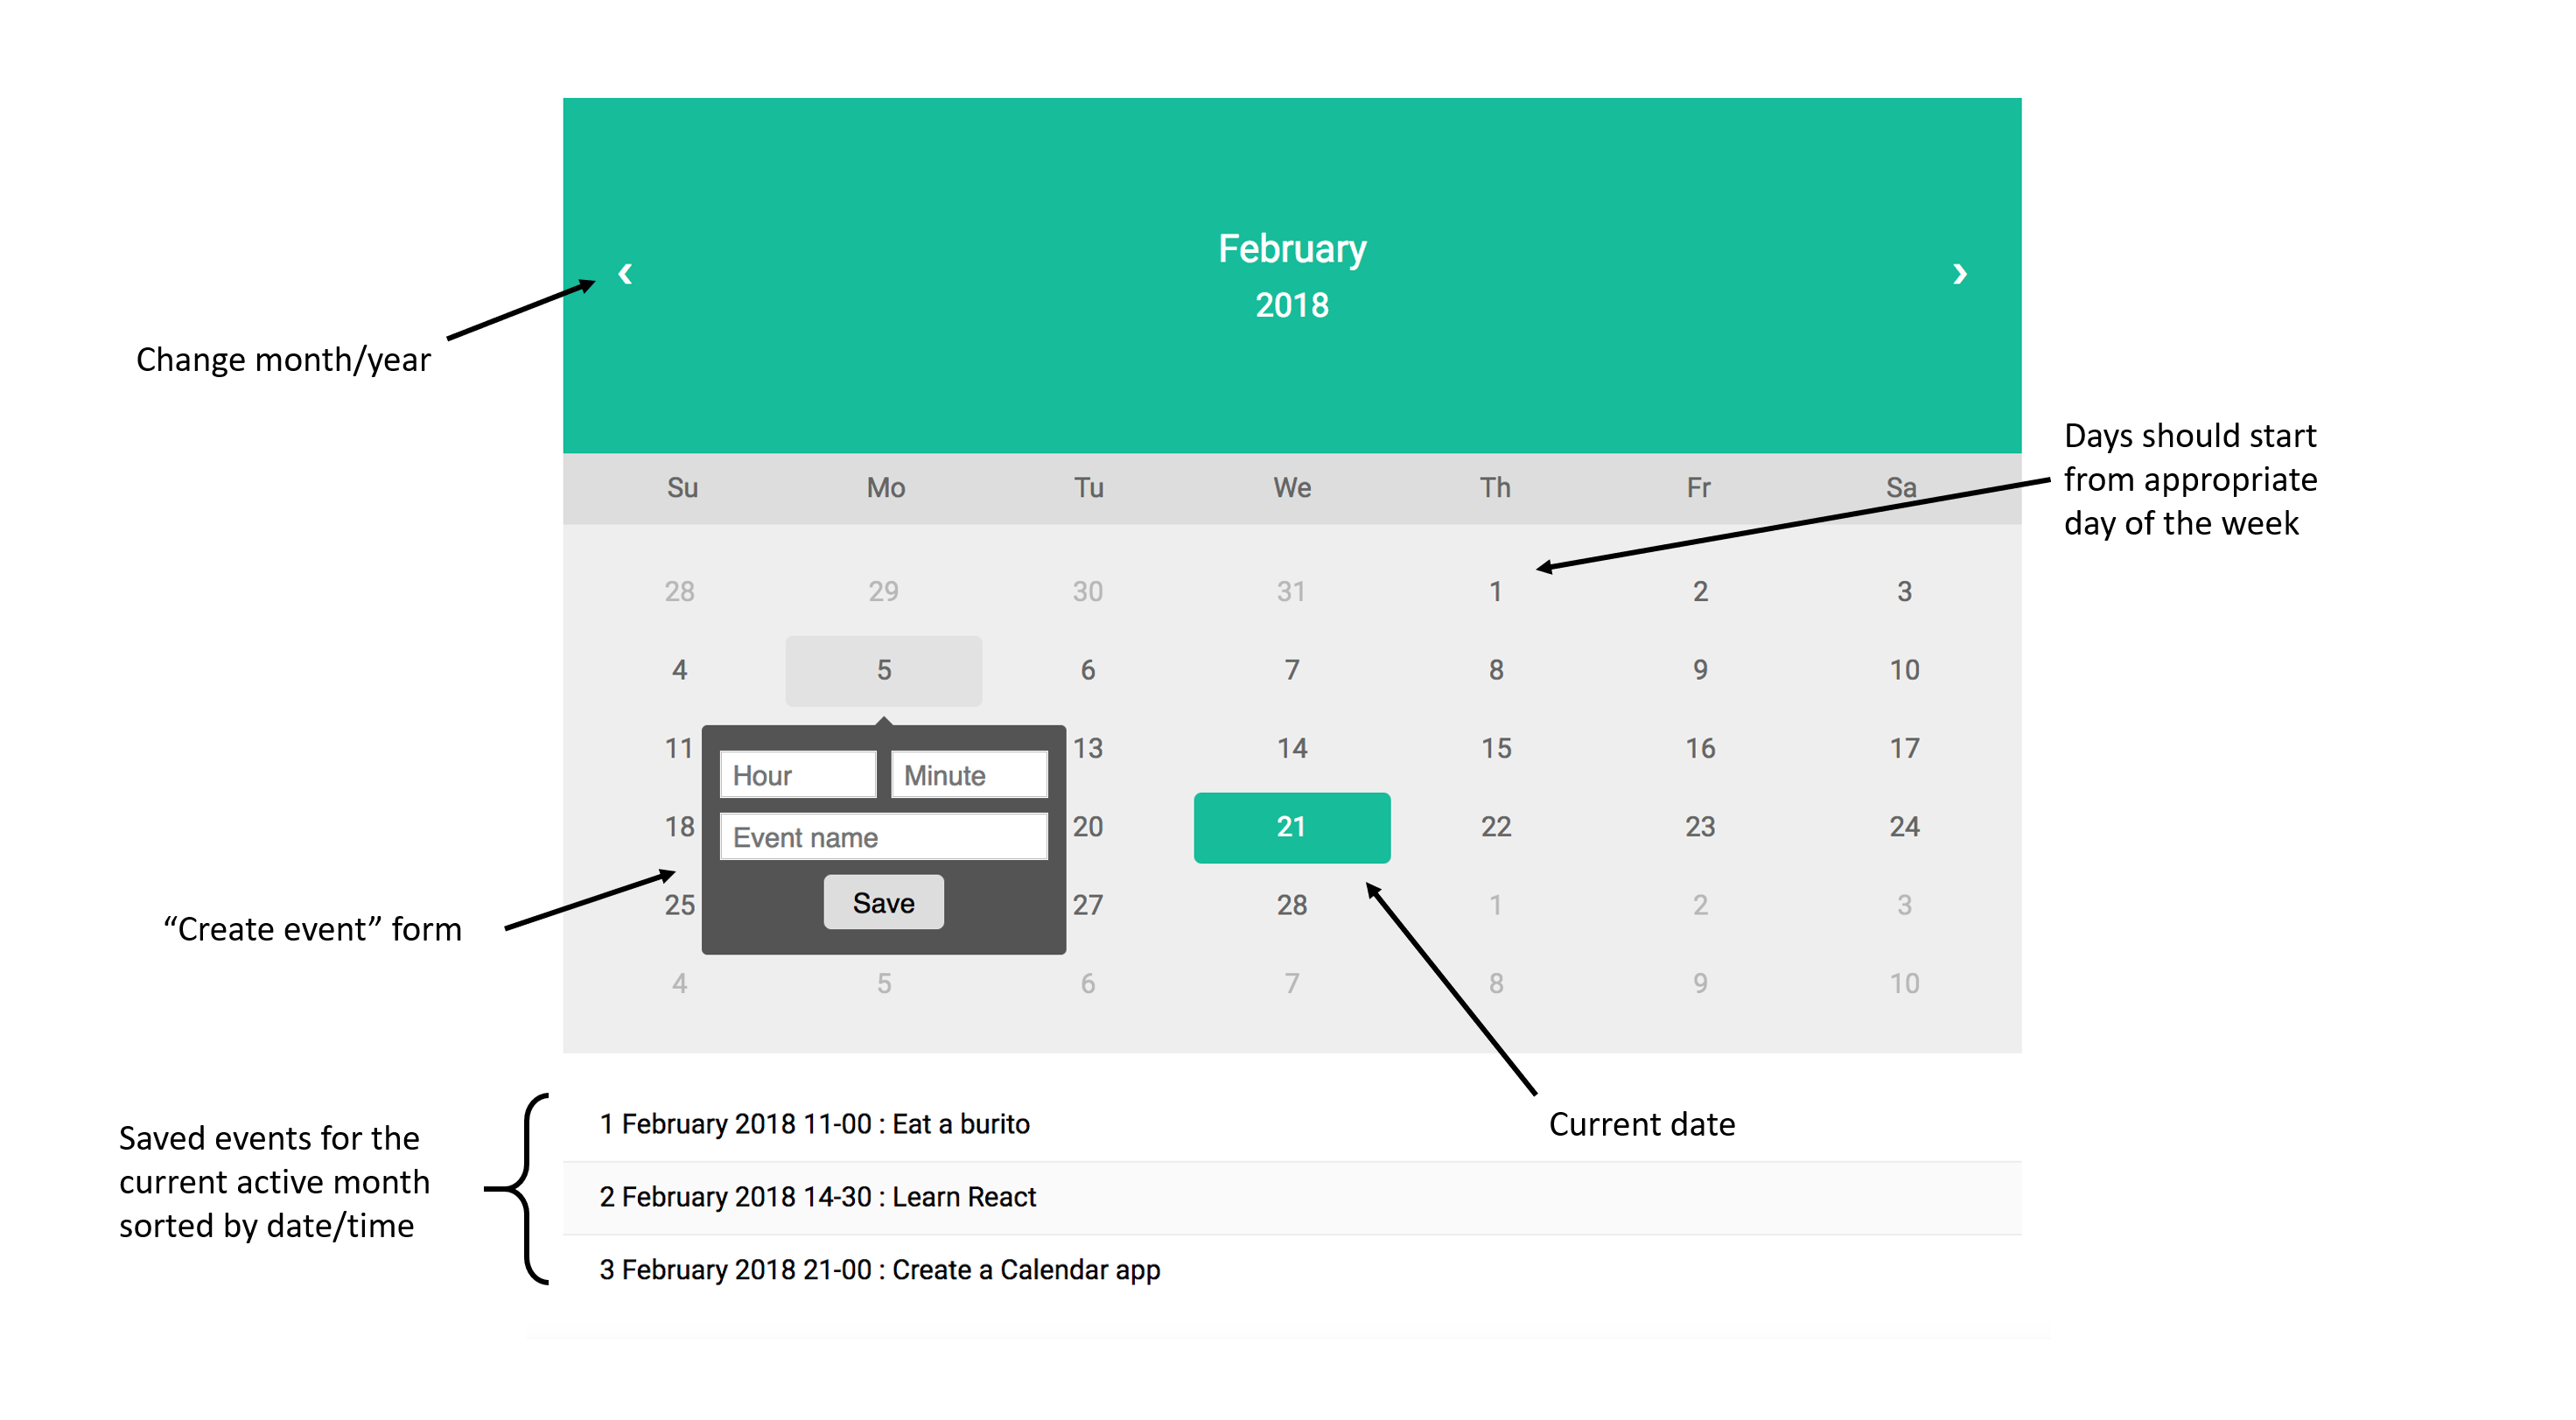 February
2018
‹ ›
Change month/year
Days should start
from appropriate
day of the week
Su Mo Tu We Th Fr Sa
28 29 30 31 1 2 3
4 5 6 7 8 9 10
11 13 14 15 16 17
Hour Minute
18 20 21 22 23 24
Event name
25 27 28 1 2 3
Save
“Create event” form
4 5 6 7 8 9 10
Saved events for the
current active month
sorted by date/time
1 February 2018 11-00 : Eat a burito
2 February 2018 14-30 : Learn React
3 February 2018 21-00 : Create a Calendar app
Current date